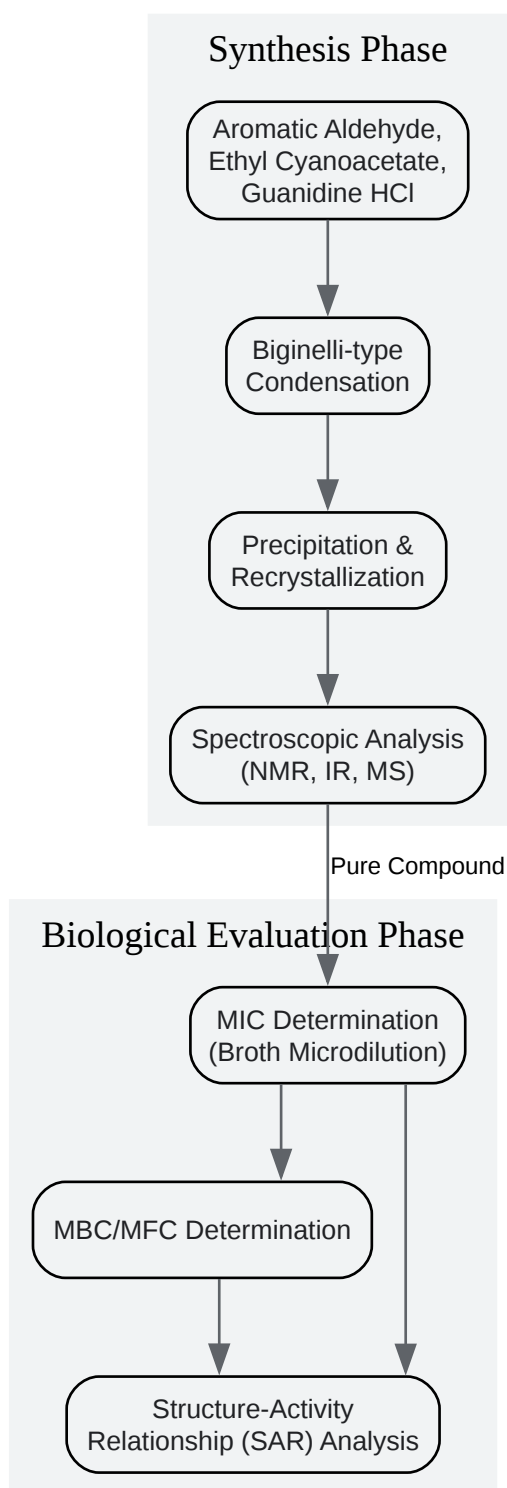 Synthesis Phase
Aromatic Aldehyde,
Ethyl Cyanoacetate,
Guanidine HCl
Biginelli-type
Condensation
Precipitation &
Recrystallization
Spectroscopic Analysis
(NMR, IR, MS)
Pure Compound
Biological Evaluation Phase
MIC Determination
(Broth Microdilution)
MBC/MFC Determination
Structure-Activity
Relationship (SAR) Analysis